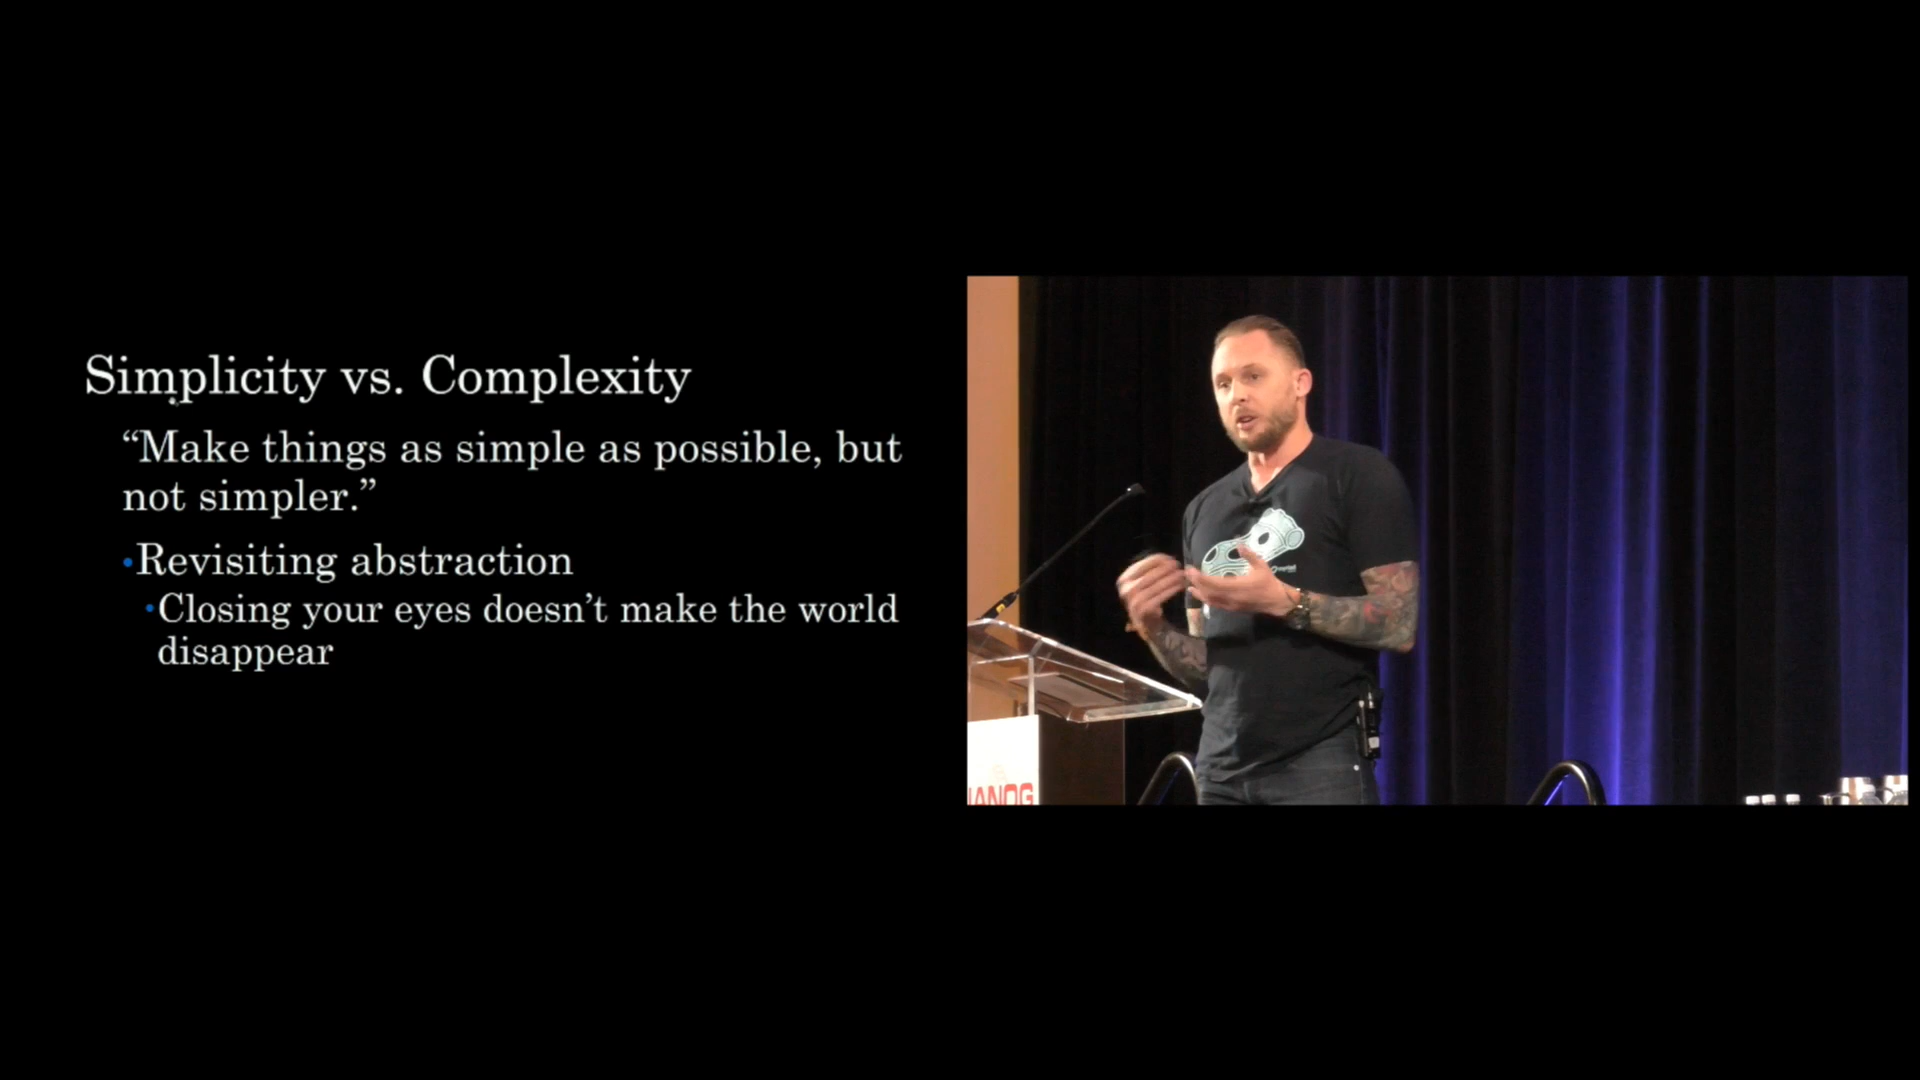 Simplicity vs. Complexity
“Make things as simple as possible, but
not simpler.”
•Revisiting abstraction
•Closing your eyes doesn’t make the world
disappear
IANOG